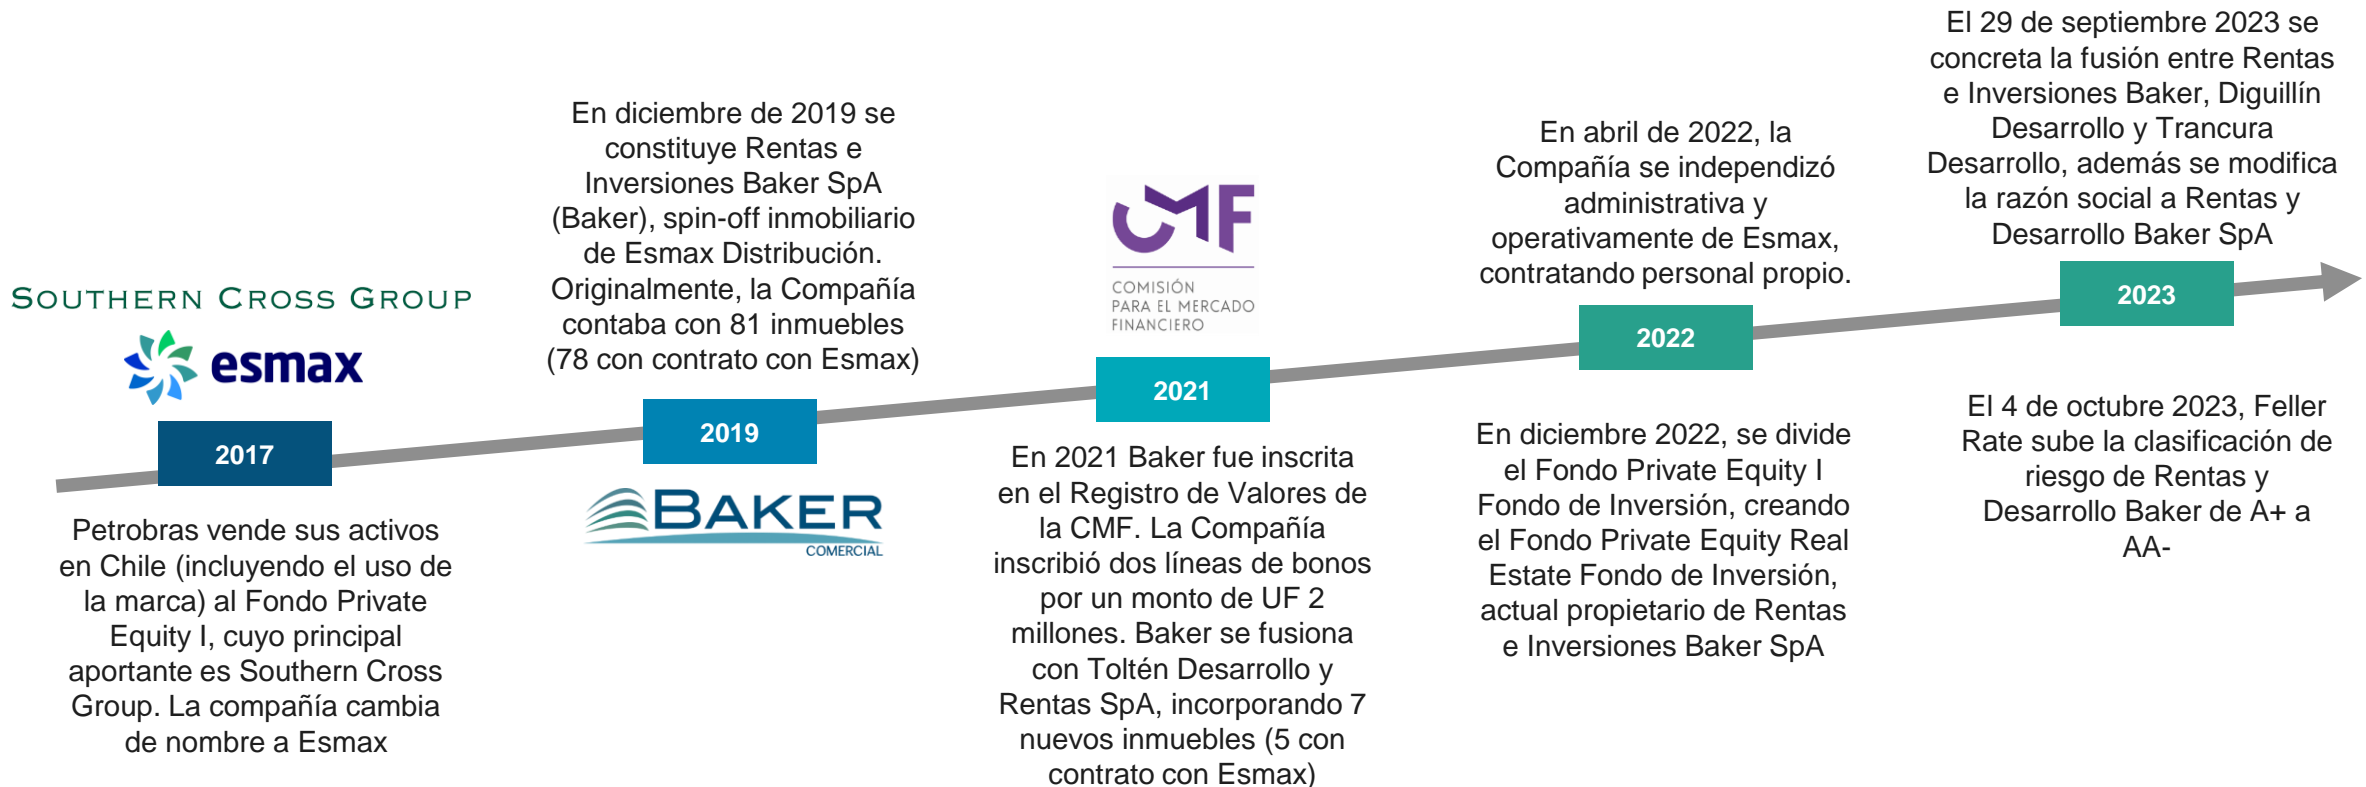 SOUTHERN CROSS GROUP
esmax
2017
Petrobras vende sus activos
en Chile (incluyendo el uso de
la marca) al Fondo Private
Equity I, cuyo principal
aportante es Southern Cross
Group. La compañía cambia
de nombre a Esmax
En diciembre de 2019 se
constituye Rentas e
Inversiones Baker SpA
(Baker), spin-off inmobiliario
de Esmax Distribución.
Originalmente, la Compañía
contaba con 81 inmuebles
(78 con contrato con Esmax)
2019
BAKER
COMERCIAL
CMF
COMISIÓN
PARA EL MERCADO
FINANCIERO
2021
En 2021 Baker fue inscrita
en el Registro de Valores de
la CMF. La Compañía
inscribió dos líneas de bonos
por un monto de UF 2
millones. Baker se fusiona
con Toltén Desarrollo y
Rentas SpA, incorporando 7
nuevos inmuebles (5 con
contrato con Esmax)
En abril de 2022, la
Compañía se independizó
administrativa y
operativamente de Esmax,
contratando personal propio.
2022
En diciembre 2022, se divide
el Fondo Private Equity I
Fondo de Inversión, creando
el Fondo Private Equity Real
Estate Fondo de Inversión,
actual propietario de Rentas
e Inversiones Baker SpA
El 29 de septiembre 2023 se
concreta la fusión entre Rentas
e Inversiones Baker, Diguillín
Desarrollo y Trancura
Desarrollo, además se modifica
la razón social a Rentas y
Desarrollo Baker SpA
2023
El 4 de octubre 2023, Feller
Rate sube la clasificación de
riesgo de Rentas y
Desarrollo Baker de A+ a
AA-